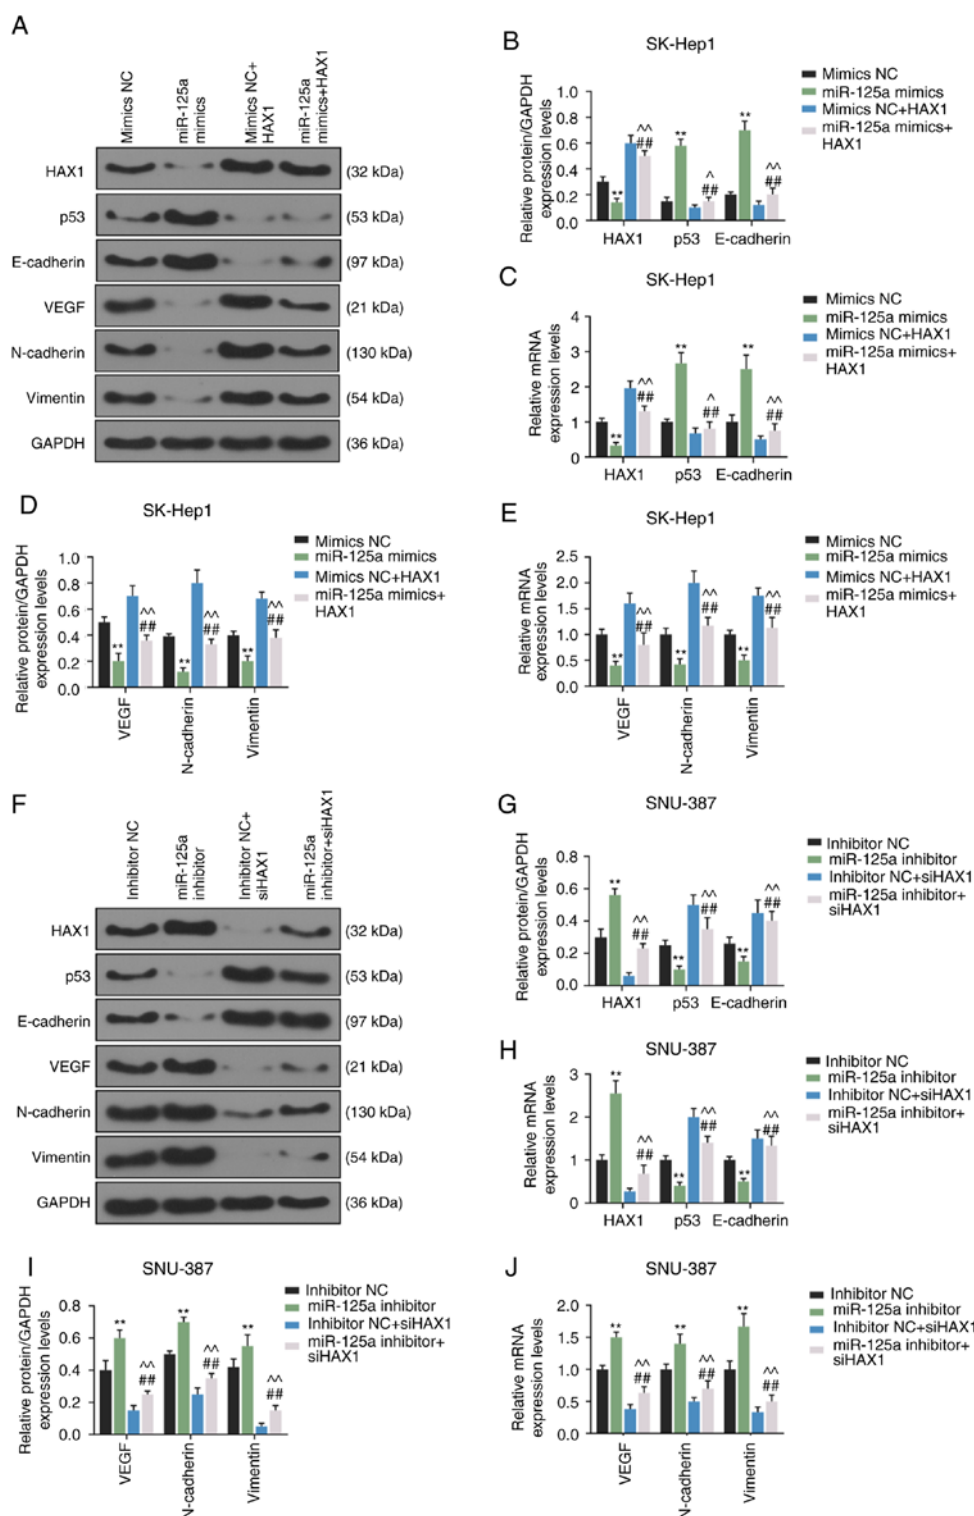 A
Mimics NC
miR-125a
mimics
Mimics NC+
HAX1
miR-125a
mimics+HAX1
HAX1 (32 kDa)
p53 (53 kDa)
E-cadherin (97 kDa)
VEGF (21 kDa)
N-cadherin (130 kDa)
Vimentin (54 kDa)
GAPDH (36 kDa)
B
SK-Hep1
Relative protein/GAPDH
expression levels
0.8
0.6
0.4
0.2
0.0
** ^^ ## ** ^ ## ** ^^ ##
HAX1 p53 E-cadherin
Mimics NC
miR-125a mimics
Mimics NC+HAX1
miR-125a mimics+
HAX1
C
SK-Hep1
Relative mRNA
expression levels
4
3
2
1
0
** ^^ ## ** ^ ## ** ^^ ##
HAX1 p53 E-cadherin
Mimics NC
miR-125a mimics
Mimics NC+HAX1
miR-125a mimics+
HAX1
D
SK-Hep1
Relative protein/GAPDH
expression levels
1.0
0.8
0.6
0.4
0.2
0.0
** ^^ ## ** ^^ ## ** ^^ ##
VEGF
N-cadherin
Vimentin
Mimics NC
miR-125a mimics
Mimics NC+HAX1
miR-125a mimics+
HAX1
E
SK-Hep1
Relative mRNA
expression levels
2.5
2.0
1.5
1.0
0.5
0.0
** ^^ ## ** ^^ ## ** ^^ ##
VEGF
N-cadherin
Vimentin
Mimics NC
miR-125a mimics
Mimics NC+HAX1
miR-125a mimics+
HAX1
F
Inhibitor NC
miR-125a
inhibitor
Inhibitor NC+
siHAX1
miR-125a
inhibitor+siHAX1
HAX1 (32 kDa)
p53 (53 kDa)
E-cadherin (97 kDa)
VEGF (21 kDa)
N-cadherin (130 kDa)
Vimentin (54 kDa)
GAPDH (36 kDa)
G
SNU-387
Relative protein/GAPDH
expression levels
0.8
0.6
0.4
0.2
0.0
** ^^ ## ** ^^ ## ** ^^ ##
HAX1 p53 E-cadherin
Inhibitor NC
miR-125a inhibitor
Inhibitor NC+siHAX1
miR-125a inhibitor+
siHAX1
H
SNU-387
Relative mRNA
expression levels
3
2
1
0
** ^^ ## ** ^^ ## ** ^^ ##
HAX1 p53 E-cadherin
Inhibitor NC
miR-125a inhibitor
Inhibitor NC+siHAX1
miR-125a inhibitor+
siHAX1
I
SNU-387
Relative protein/GAPDH
expression levels
0.8
0.6
0.4
0.2
0.0
** ^^ ## ** ^^ ## ** ^^ ##
VEGF
N-cadherin
Vimentin
Inhibitor NC
miR-125a inhibitor
Inhibitor NC+siHAX1
miR-125a inhibitor+
siHAX1
J
SNU-387
Relative mRNA
expression levels
2.0
1.5
1.0
0.5
0.0
** ^^ ## ** ^^ ## ** ^^ ##
VEGF
N-cadherin
Vimentin
Inhibitor NC
miR-125a inhibitor
Inhibitor NC+siHAX1
miR-125a inhibitor+
siHAX1